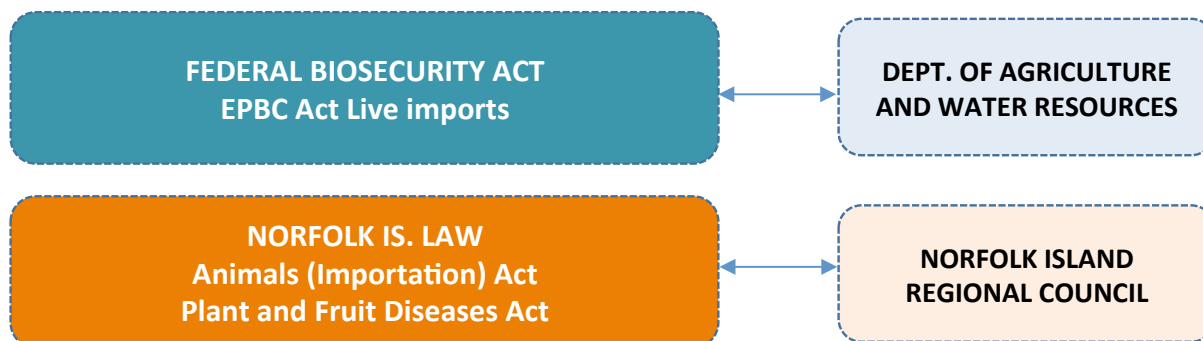 FEDERAL BIOSECURITY ACT
EPBC Act Live imports
DEPT. OF AGRICULTURE
AND WATER RESOURCES
NORFOLK IS. LAW
Animals (Importation) Act
Plant and Fruit Diseases Act
NORFOLK ISLAND
REGIONAL COUNCIL